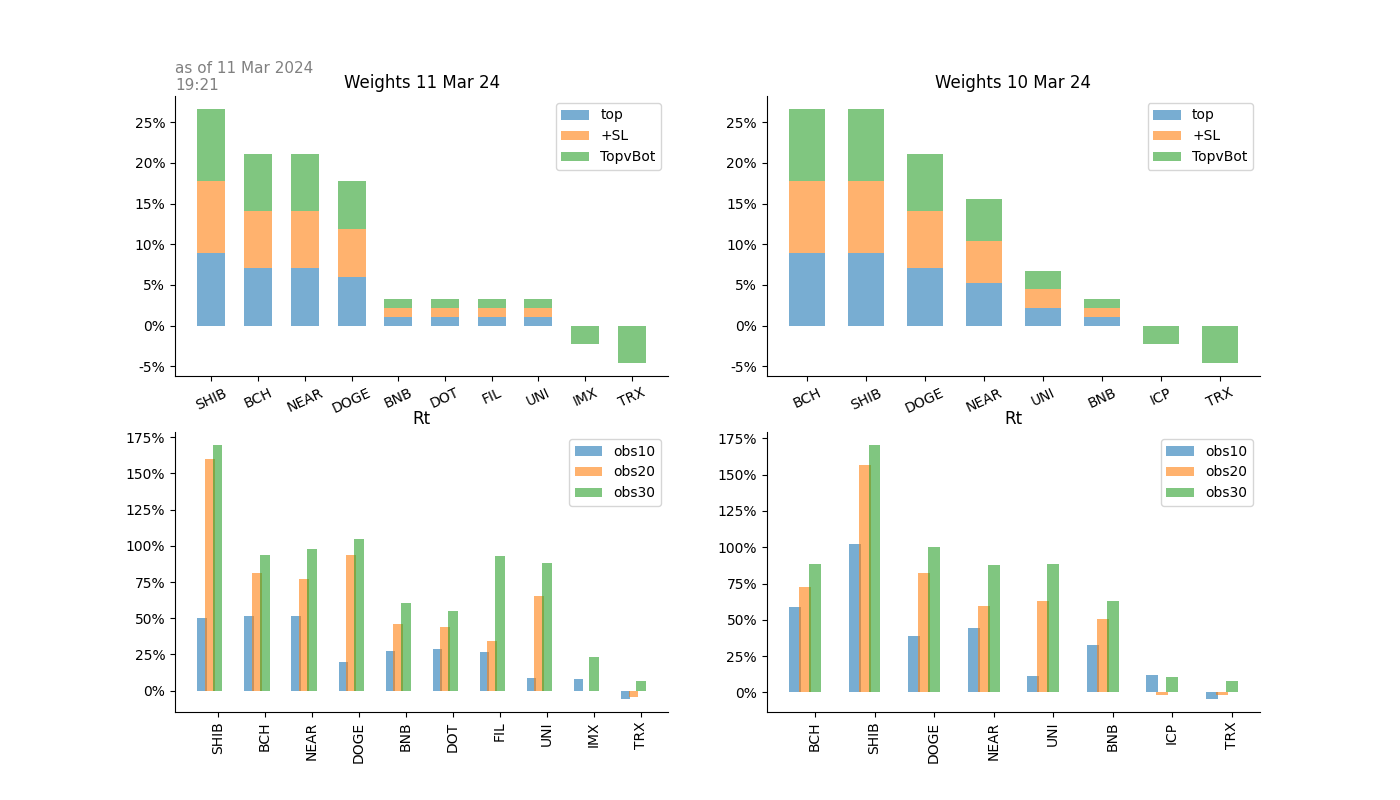 as of 11 Mar 2024
19:21
Weights 11 Mar 24
25%
20%
15%
10%
5%
0%
-5%
top
+SL
TopvBot
SHIB BCH NEAR DOGE BNB DOT FIL UNI IMX TRX
Weights 10 Mar 24
25%
20%
15%
10%
5%
0%
-5%
top
+SL
TopvBot
BCH SHIB DOGE NEAR UNI BNB ICP TRX
Rt
175%
150%
125%
100%
75%
50%
25%
0%
obs10
obs20
obs30
SHIB BCH NEAR DOGE BNB DOT FIL UNI IMX TRX
Rt
175%
150%
125%
100%
75%
50%
25%
0%
obs10
obs20
obs30
BCH SHIB DOGE NEAR UNI BNB ICP TRX